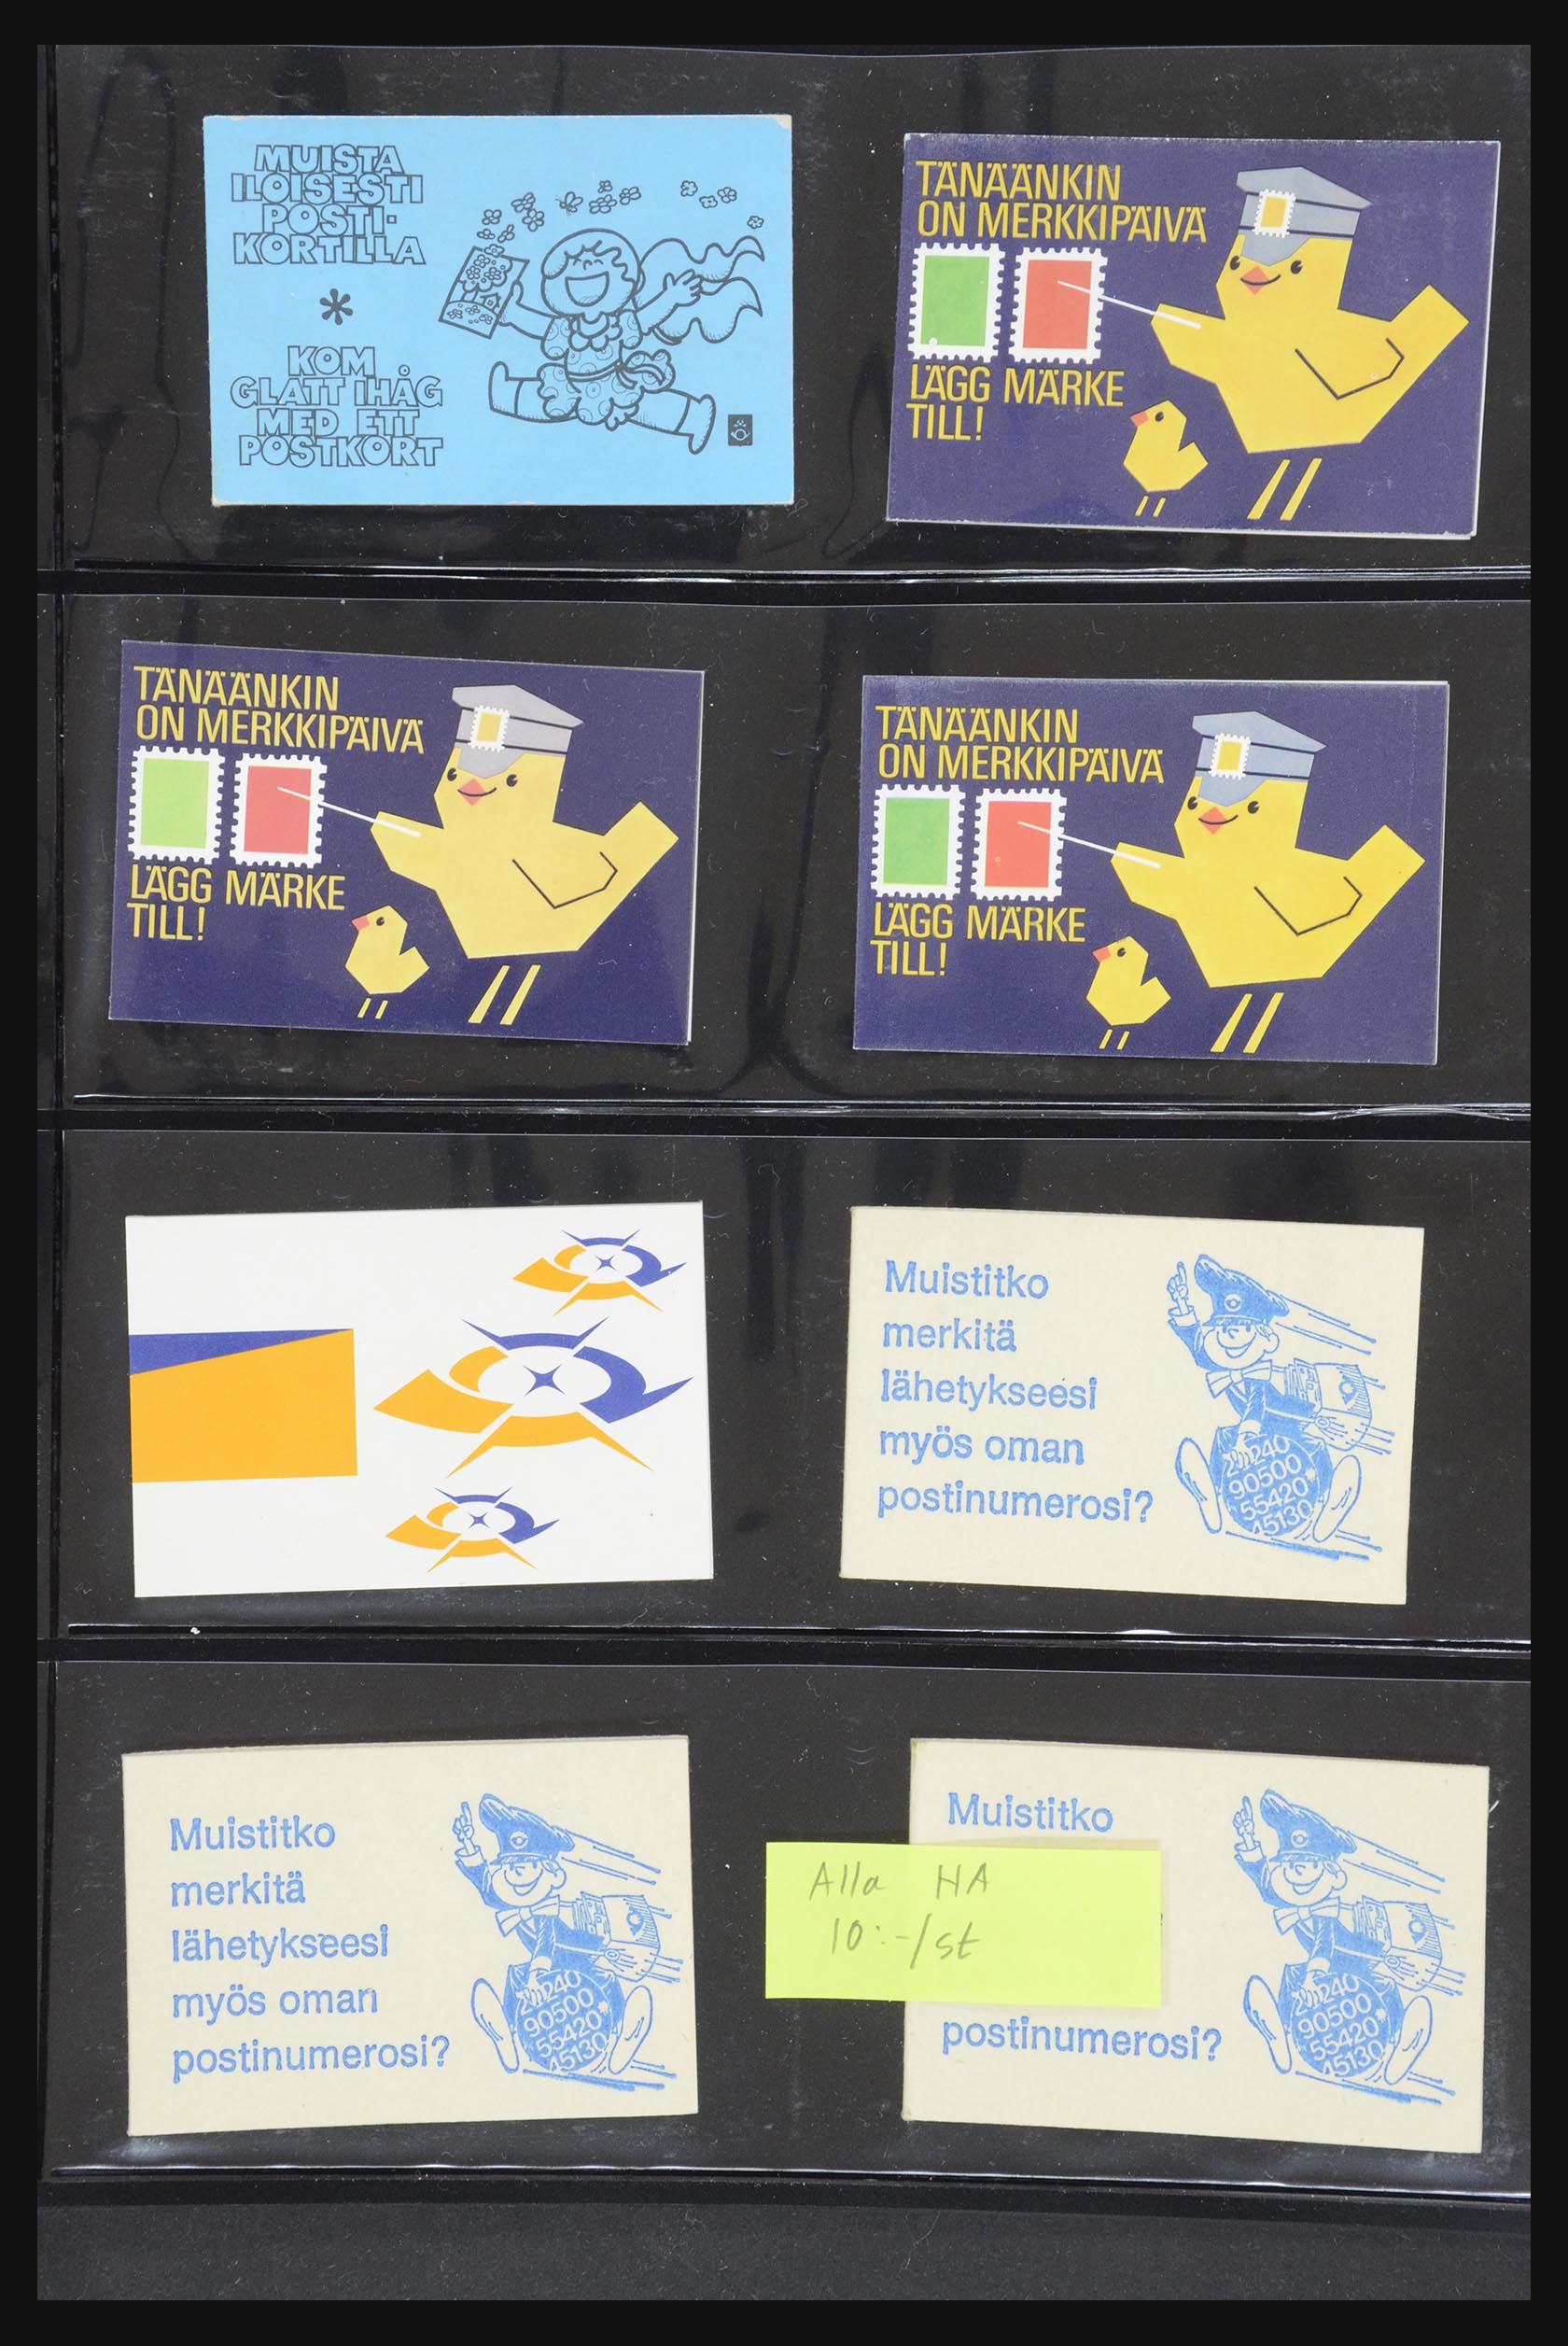 MUISTA
ILOISESTI
POSTI-
KORTILLA
*
KOM
GLATT IHÅG
MED ETT
POSTKORT
TÄNÄÄNKIN
ON MERKKIPÄIVÄ
LÄGG MÄRKE
TILL!
TÄNÄÄNKIN
ON MERKKIPÄIVÄ
LÄGG MÄRKE
TILL!
TÄNÄÄNKIN
ON MERKKIPÄIVÄ
LÄGG MÄRKE
TILL!
Muistitko
merkitä
lähetykseesi
myös oman
postinumerosi?
90500
55420
45130
Muistitko
merkitä
lähetykseesi
myös oman
postinumerosi?
90500
55420
45130
Muistitko
postinumerosi?
90500
55420
45130
Alla HA
10:-/st